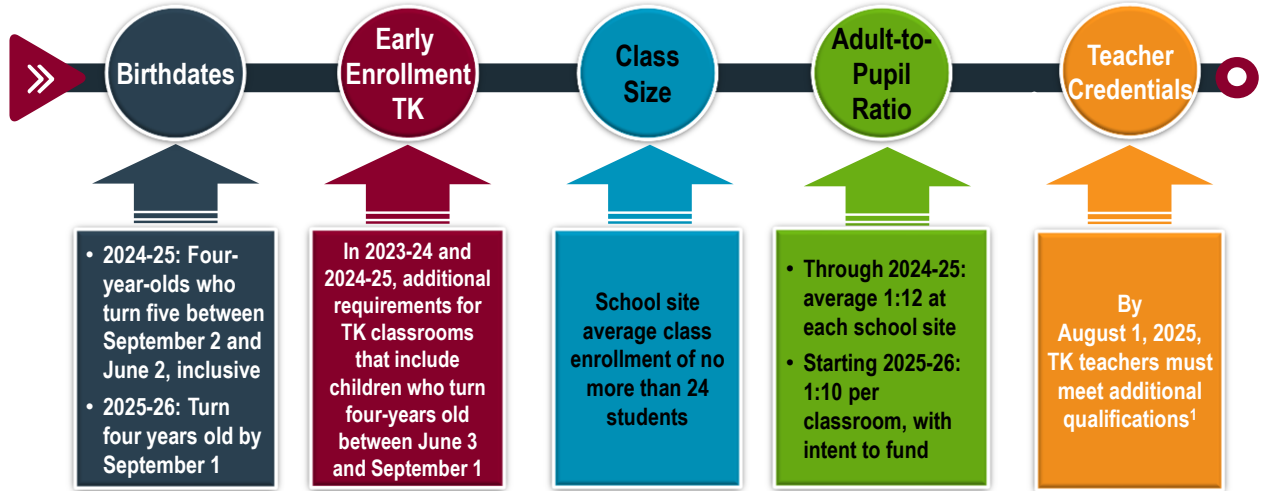 Birthdates
Early
Enrollment
TK
Class
Size
Adult-to-
Pupil
Ratio
Teacher
Credentials
• 2024-25: Four-
year-olds who
turn five between
September 2 and
June 2, inclusive
• 2025-26: Turn
four years old by
September 1
In 2023-24 and
2024-25, additional
requirements for
TK classrooms
that include
children who turn
four-years old
between June 3
and September 1
School site
average class
enrollment of no
more than 24
students
• Through 2024-25:
average 1:12 at
each school site
• Starting 2025-26:
1:10 per
classroom, with
intent to fund
By
August 1, 2025,
TK teachers must
meet additional
qualifications¹